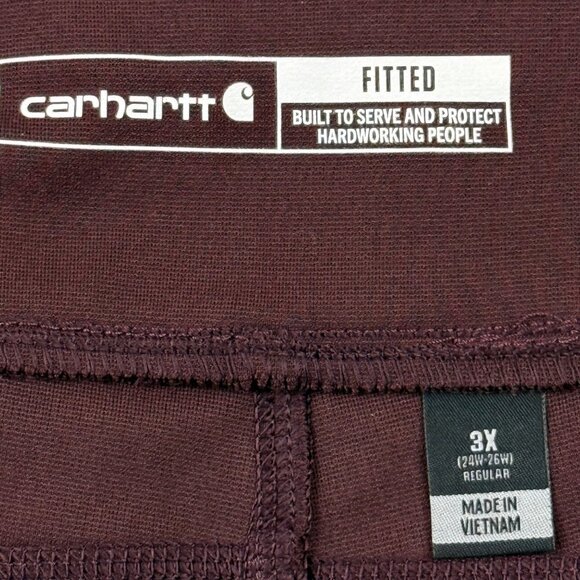 carhartt
FITTED
BUILT TO SERVE AND PROTECT
HARDWORKING PEOPLE
3X
(24W-26W)
REGULAR
MADE IN
VIETNAM